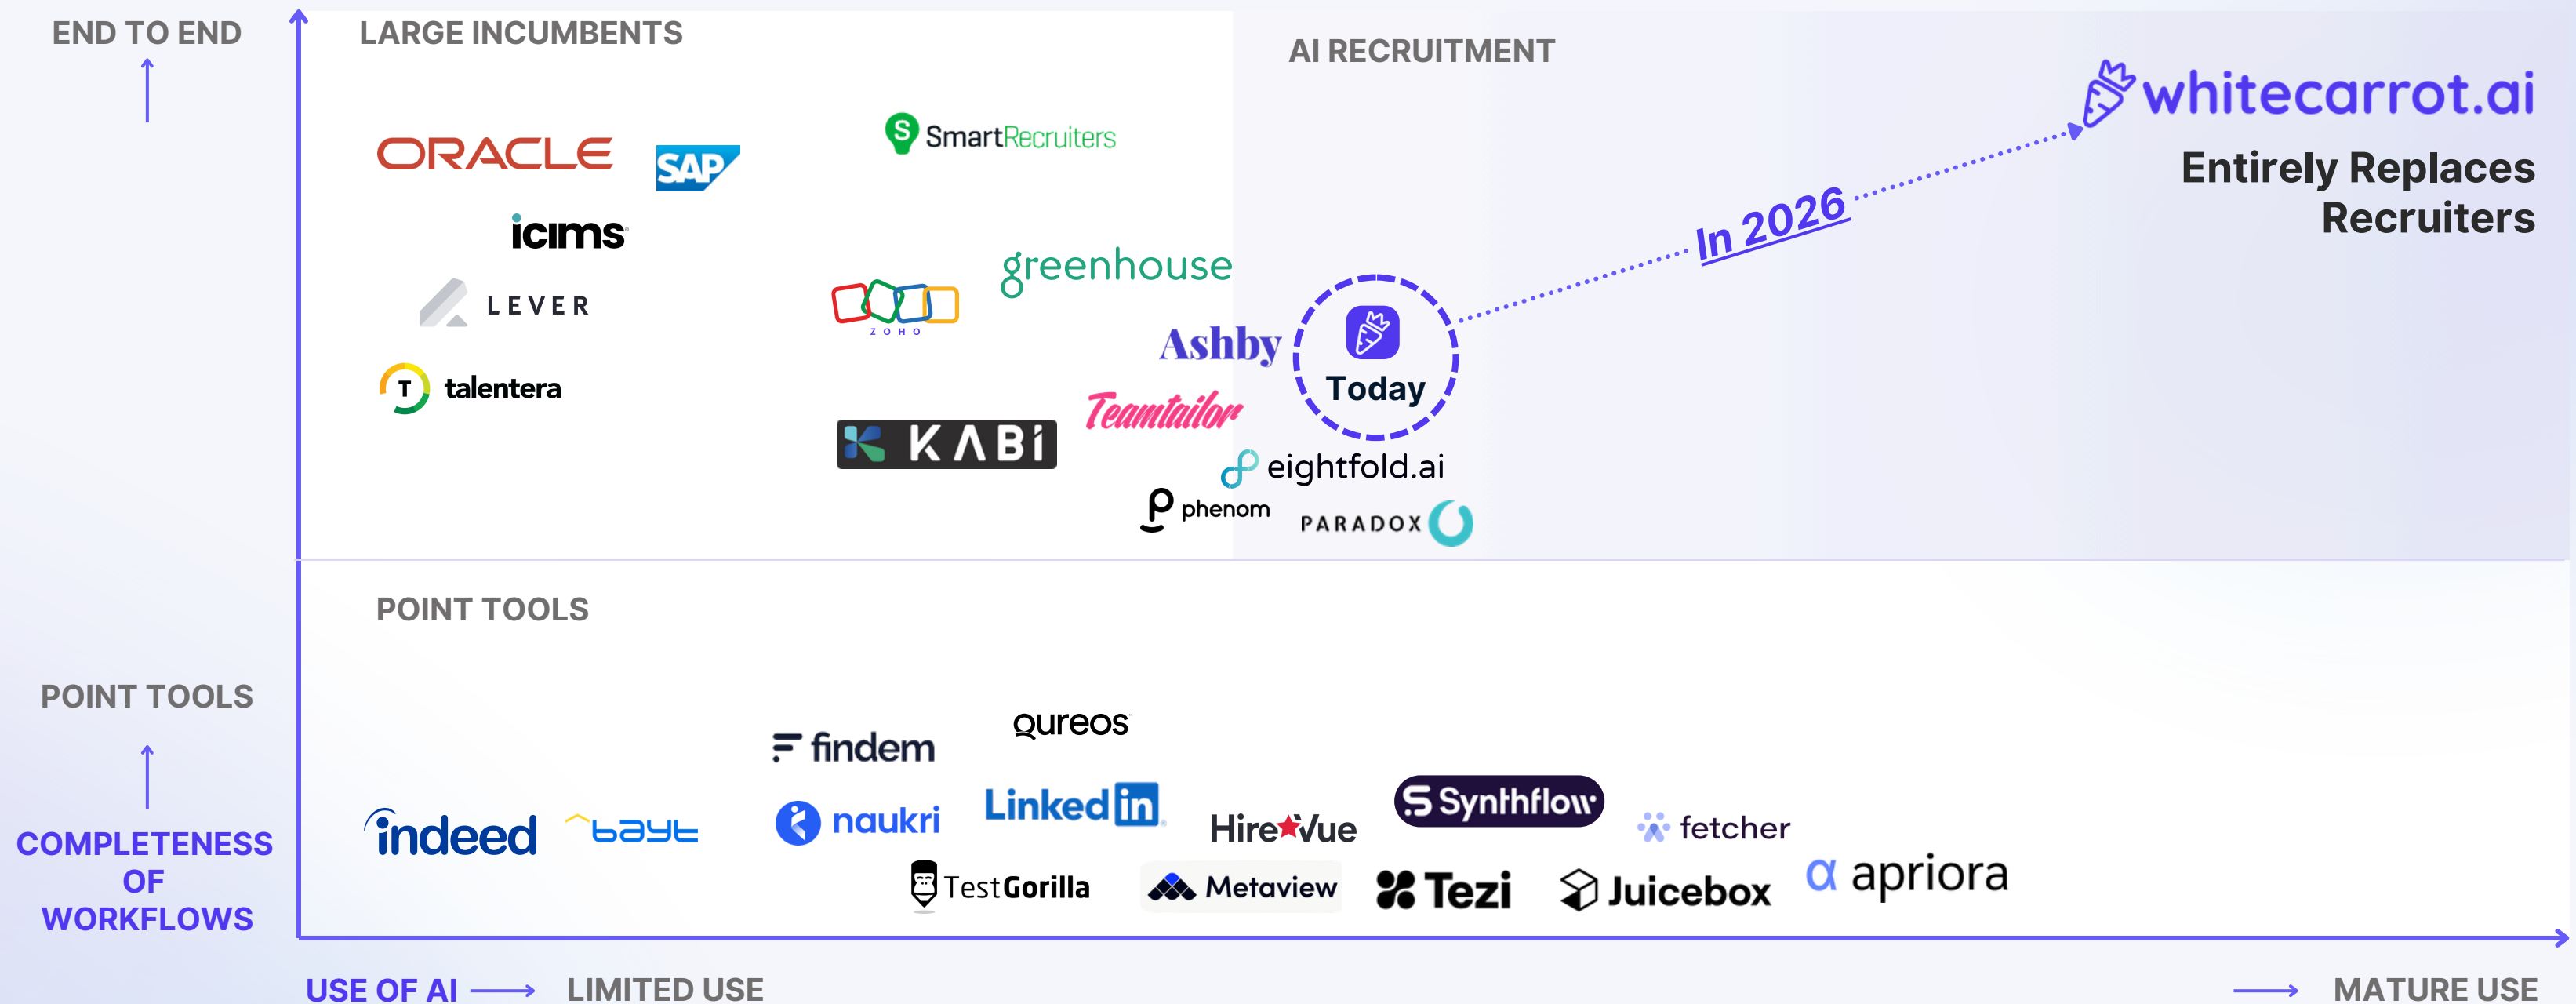 END TO END
LARGE INCUMBENTS
AI RECRUITMENT
whitecarrot.ai
Entirely Replaces
Recruiters
S SmartRecruiters
ORACLE
SAP
icims
In 2026
greenhouse
LEVER
ZOHO
Ashby
Today
T talentera
Teamtailor
KABi
eightfold.ai
phenom
PARADOX
POINT TOOLS
POINT TOOLS
Qureos
findem
LinkedIn
Synthflow
indeed
bayt
naukri
HireVue
fetcher
TestGorilla
Metaview
Tezi
Juicebox
α apriora
COMPLETENESS
OF
WORKFLOWS
USE OF AI
LIMITED USE
MATURE USE